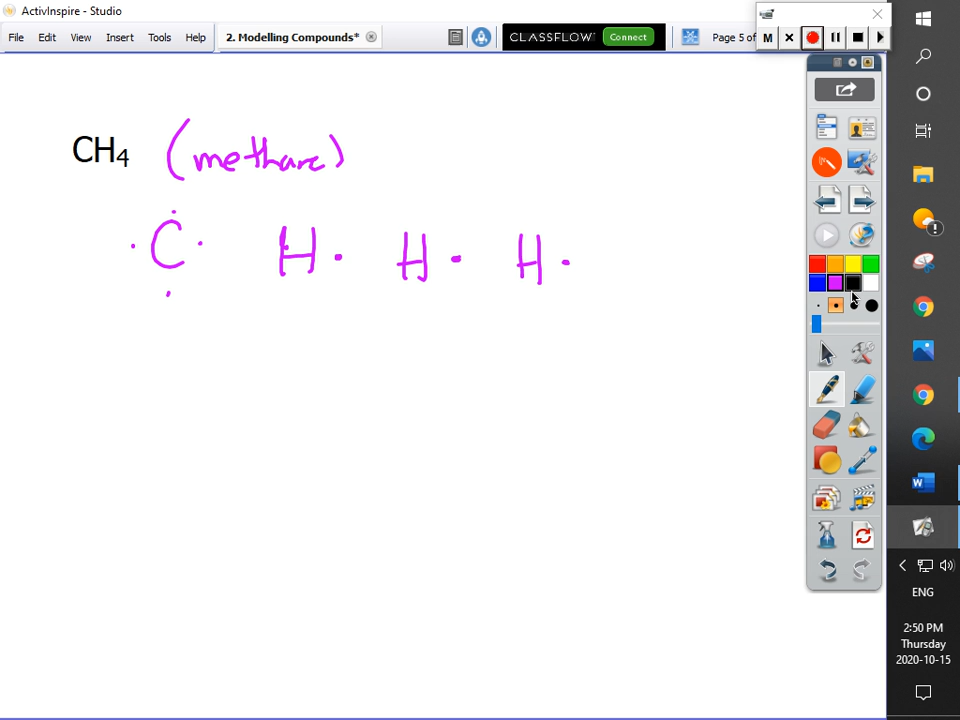 ActivInspire - Studio
File Edit View Insert Tools Help 2. Modelling Compounds* CLASSFLOW Connect Page 5 of
M
CH₄ (methane)
C H H H
ENG
2:50 PM
Thursday
2020-10-15